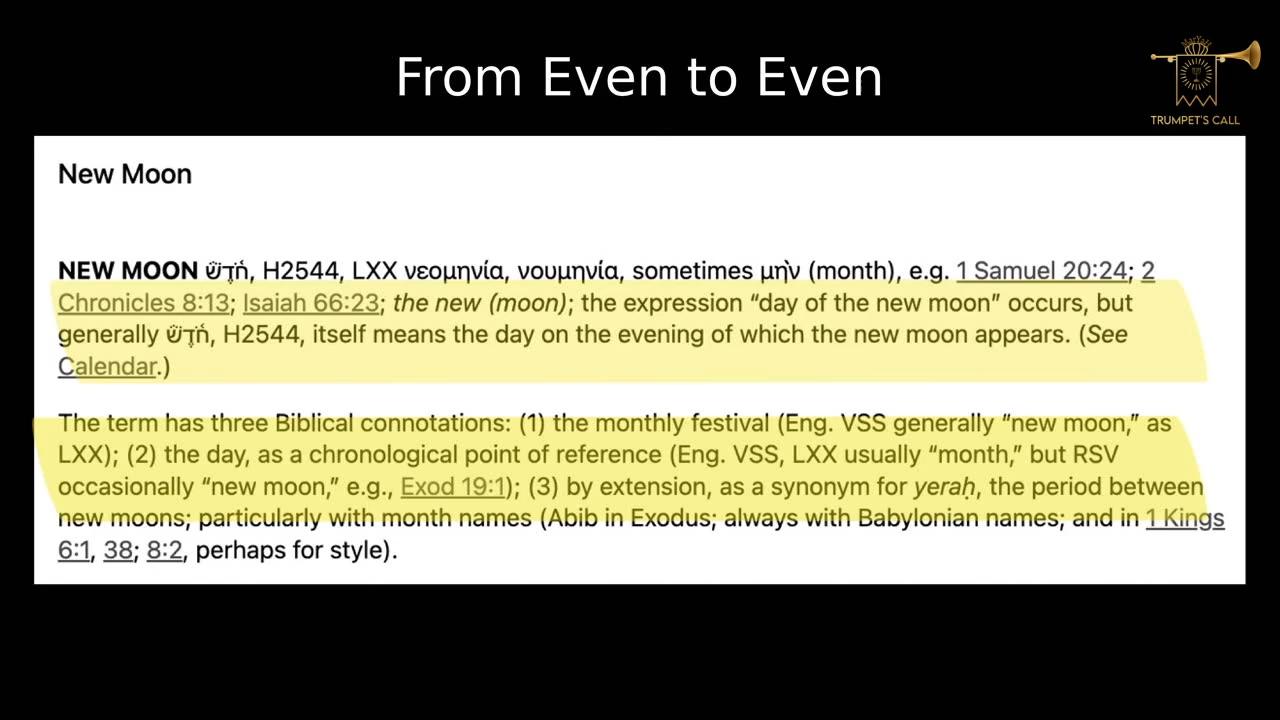 From Even to Even
MarYah
TRUMPET'S CALL
New Moon
NEW MOON חֹ֔דֶשׁ, H2544, LXX νεομηνία, νουμηνία, sometimes μὴν (month), e.g. 1 Samuel 20:24; 2
Chronicles 8:13; Isaiah 66:23; the new (moon); the expression “day of the new moon” occurs, but
generally חֹ֔דֶשׁ, H2544, itself means the day on the evening of which the new moon appears. (See
Calendar.)
The term has three Biblical connotations: (1) the monthly festival (Eng. VSS generally “new moon,” as
LXX); (2) the day, as a chronological point of reference (Eng. VSS, LXX usually “month,” but RSV
occasionally “new moon,” e.g., Exod 19:1); (3) by extension, as a synonym for yeraḥ, the period between
new moons; particularly with month names (Abib in Exodus; always with Babylonian names; and in 1 Kings
6:1, 38; 8:2, perhaps for style).